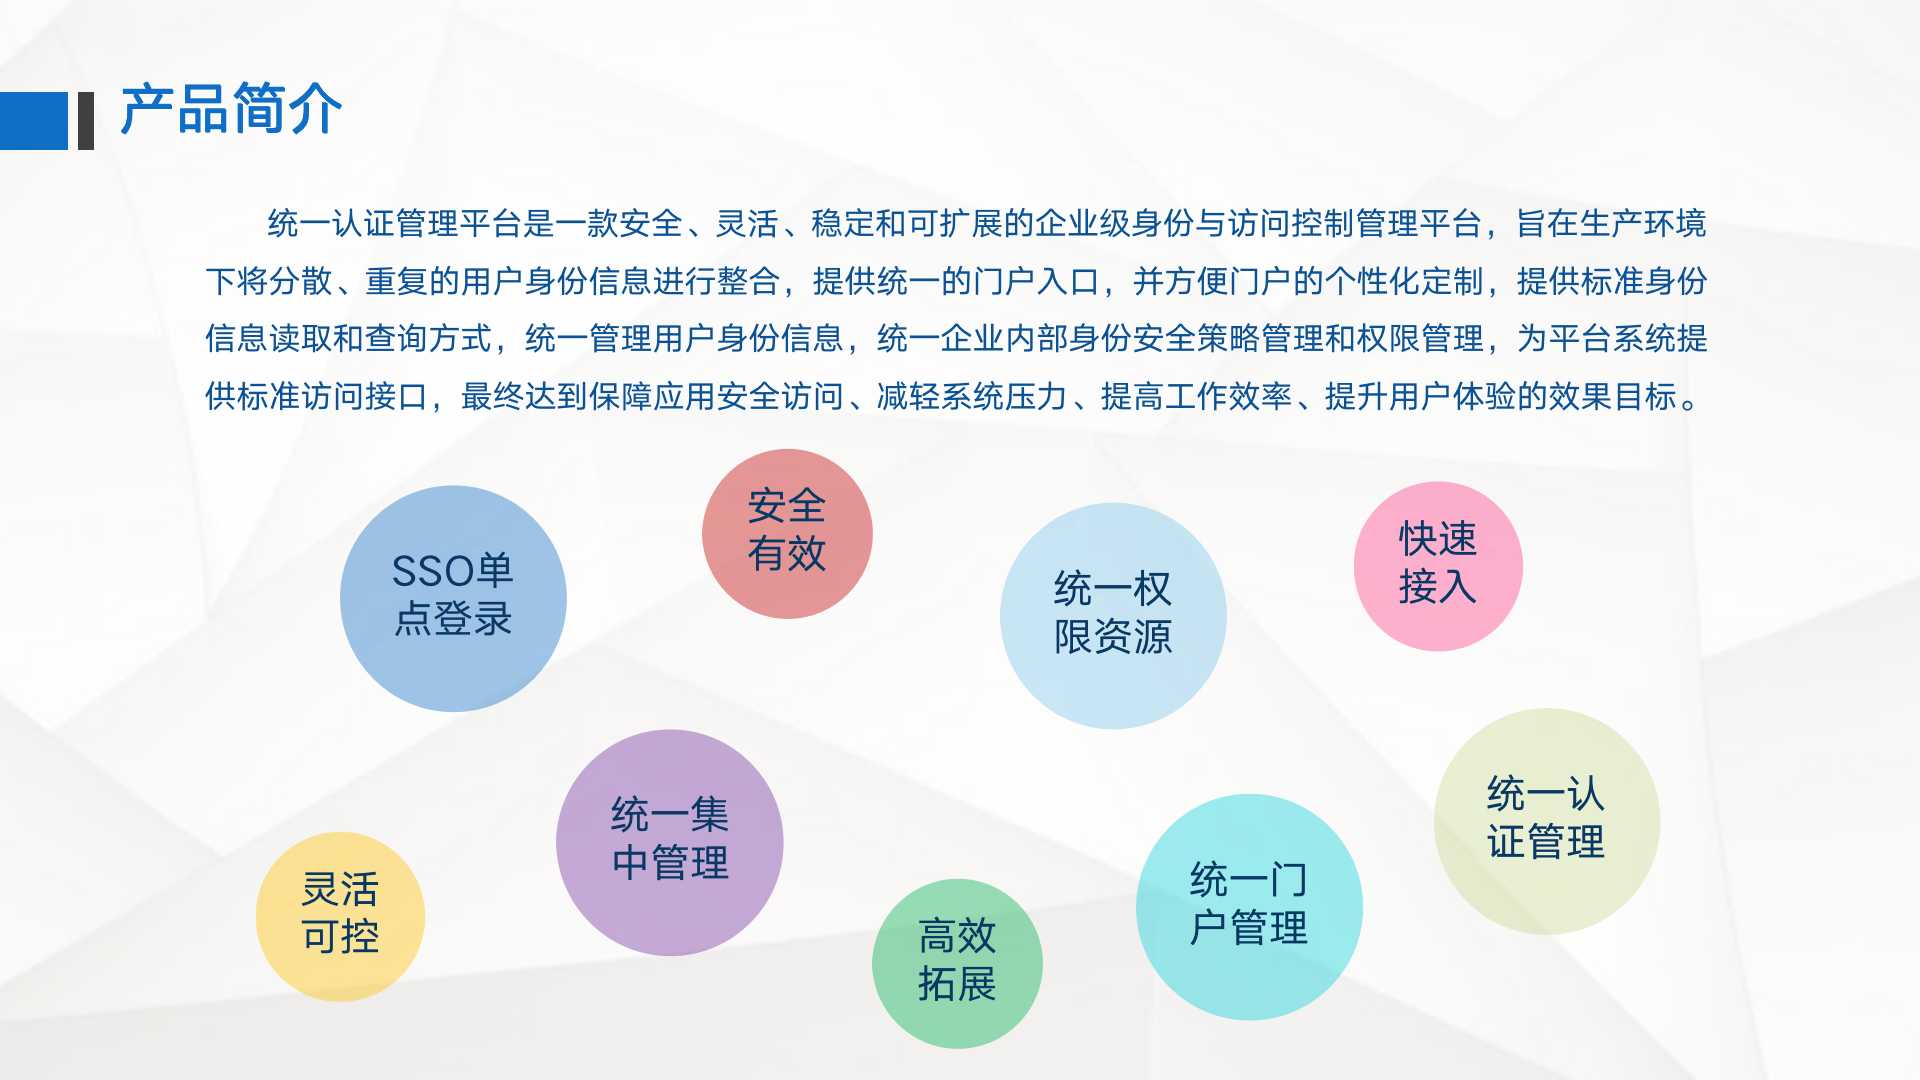 产品简介
统一认证管理平台是一款安全、灵活、稳定和可扩展的企业级身份与访问控制管理平台，旨在生产环境
下将分散、重复的用户身份信息进行整合，提供统一的门户入口，并方便门户的个性化定制，提供标准身份
信息读取和查询方式，统一管理用户身份信息，统一企业内部身份安全策略管理和权限管理，为平台系统提
供标准访问接口，最终达到保障应用安全访问、减轻系统压力、提高工作效率、提升用户体验的效果目标。
SSO单
点登录
安全
有效
统一权
限资源
快速
接入
灵活
可控
统一集
中管理
高效
拓展
统一门
户管理
统一认
证管理